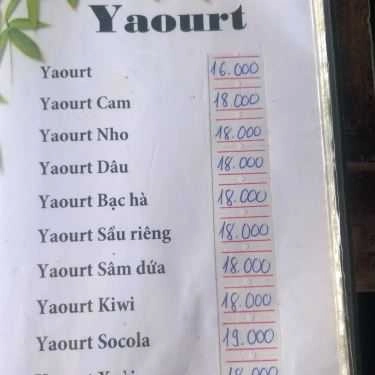 Yaourt
Yaourt 16.000
Yaourt Cam 18.000
Yaourt Nho 18.000
Yaourt Dâu 18.000
Yaourt Bạc hà 18.000
Yaourt Sầu riêng 18.000
Yaourt Sâm dứa 18.000
Yaourt Kiwi 18.000
Yaourt Socola 19.000
18.000